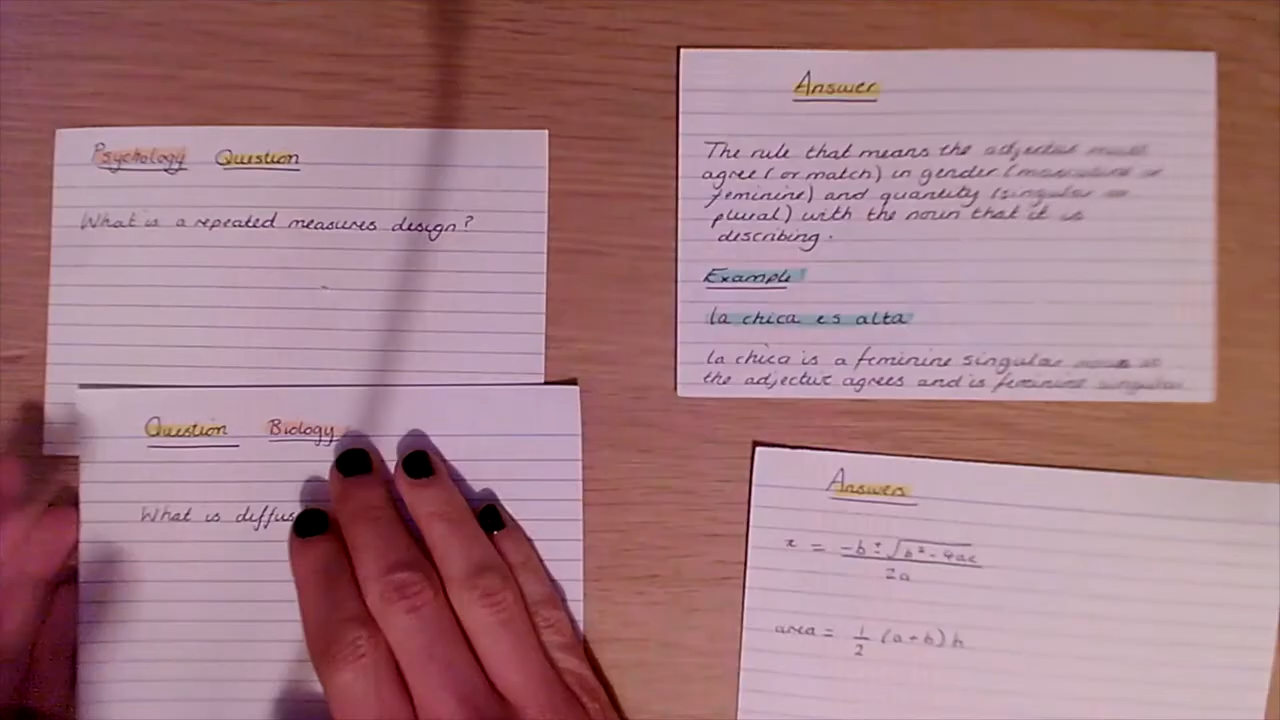 Psychology Question
What is a repeated measures design?
Question Biology
What is diffus
Answer
The rule that means the adjective must
agree (or match) in gender (masculine or
feminine) and quantity (singular or
plural) with the noun that it is
describing.
Example
la chica es alta
la chica is a feminine singular
the adjective agrees and is feminine singular
Answers
x = -b ± √b² - 4ac
2a
area = 1/2 (a+b)h